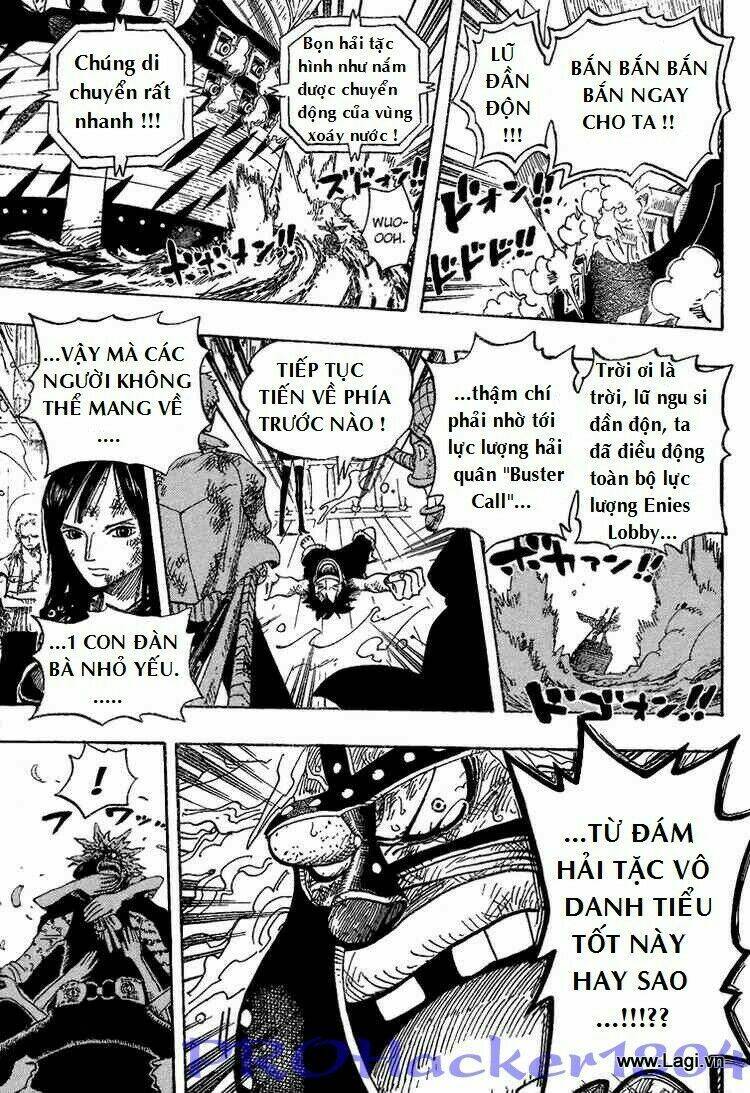 BẮN BẮN BẮN
BẮN NGAY
CHO TA !!
LŨ
ĐẦN
ĐỘN
!!!
Bọn hải tặc
hình như nắm
được chuyển
động của vùng
xoáy nước !
Chúng di
chuyển rất
nhanh !!!
WUO-
OOH.
Trời ơi là
trời, lũ ngu si
đần độn, ta
đã điều động
toàn bộ lực
lượng Enies
Lobby...
...thậm chí
phải nhờ tới
lực lượng hải
quân "Buster
Call"...
TIẾP TỤC
TIẾN VỀ PHÍA
TRƯỚC NÀO !
...VẬY MÀ CÁC
NGƯỜI KHÔNG
THỂ MANG VỀ
....
...1 CON ĐÀN
BÀ NHỎ YẾU.
.....
...TỪ ĐÁM
HẢI TẶC VÔ
DANH TIỂU
TỐT NÀY
HAY SAO
...!!!??
!
PROHacker1894
www.Lagi.vn